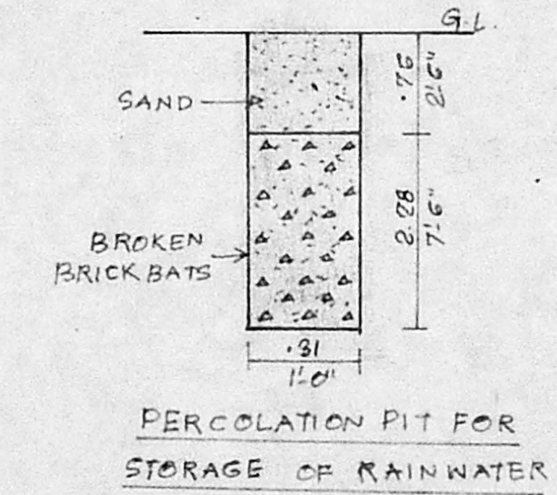 G.L.
SAND
.76
2'6"
BROKEN
BRICK BATS
2.28
7'-6"
.31
1'-0"
PERCOLATION PIT FOR
STORAGE OF RAINWATER